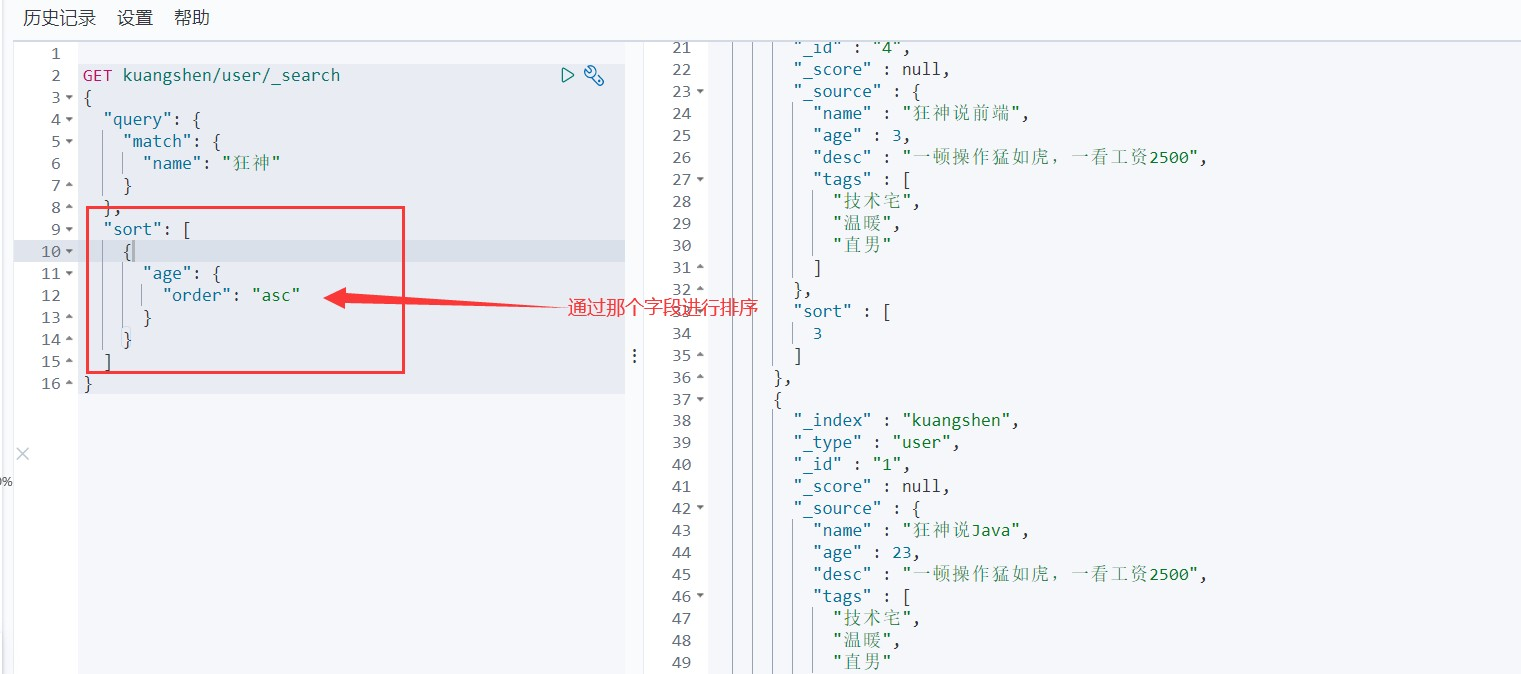 历史记录 设置 帮助
1
2 GET kuangshen/user/_search
3 {
4 "query": {
5 "match": {
6 "name": "狂神"
7 }
8 },
9 "sort": [
10 {
11 "age": {
12 "order": "asc"
13 }
14 }
15 ]
16 }
通过那个字段进行排序
0%
21 "_id" : "4",
22 "_score" : null,
23 "_source" : {
24 "name" : "狂神说前端",
25 "age" : 3,
26 "desc" : "一顿操作猛如虎，一看工资2500",
27 "tags" : [
28 "技术宅",
29 "温暖",
30 "直男"
31 ]
32 },
33 "sort" : [
34 3
35 ]
36 },
37 {
38 "_index" : "kuangshen",
39 "_type" : "user",
40 "_id" : "1",
41 "_score" : null,
42 "_source" : {
43 "name" : "狂神说Java",
44 "age" : 23,
45 "desc" : "一顿操作猛如虎，一看工资2500",
46 "tags" : [
47 "技术宅",
48 "温暖",
49 "直男"